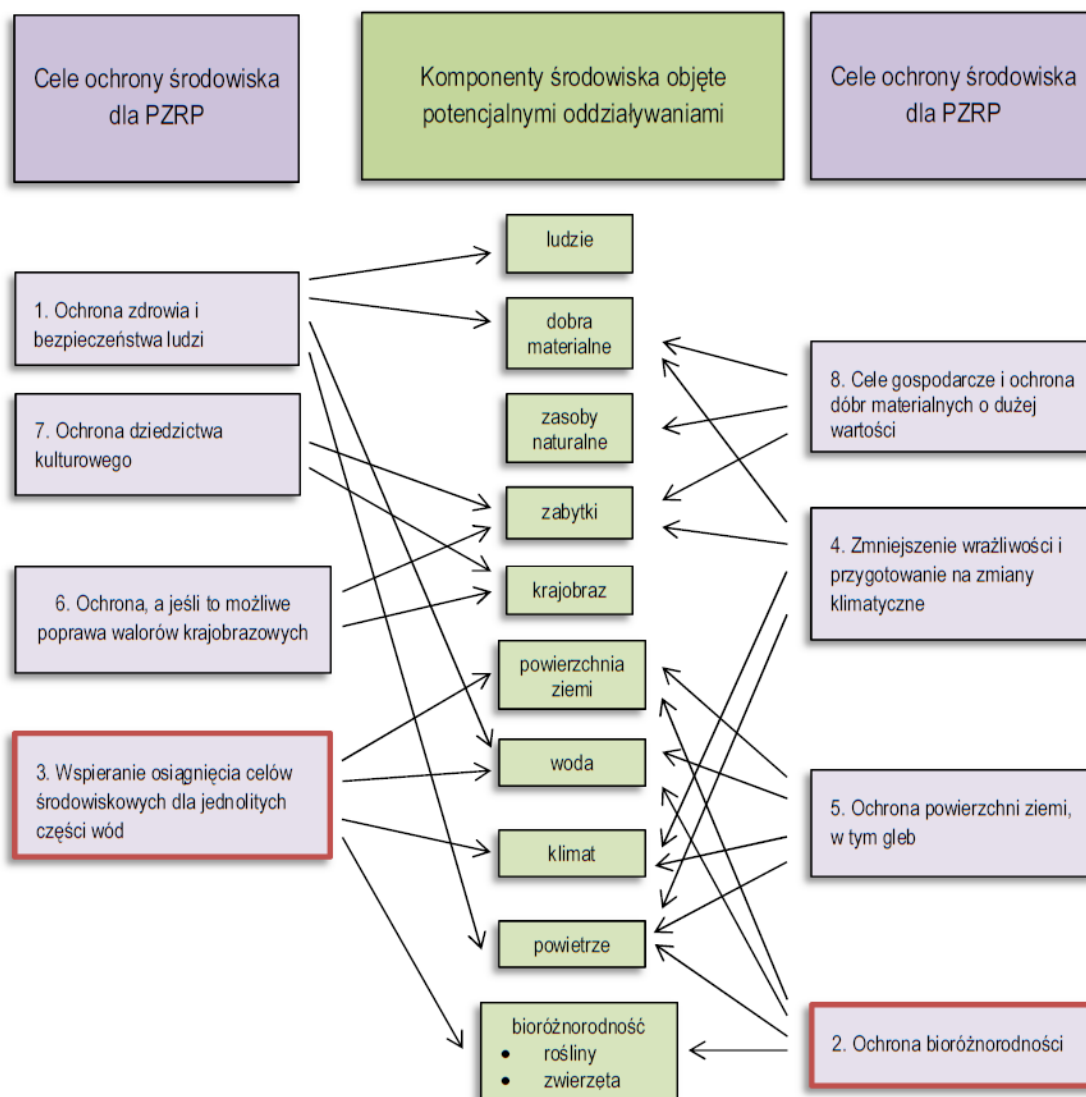 Cele ochrony środowiska
dla PZRP
Komponenty środowiska objęte
potencjalnymi oddziaływaniami
Cele ochrony środowiska
dla PZRP
1. Ochrona zdrowia i
bezpieczeństwa ludzi
7. Ochrona dziedzictwa
kulturowego
6. Ochrona, a jeśli to możliwe
poprawa walorów krajobrazowych
3. Wspieranie osiągnięcia celów
środowiskowych dla jednolitych
części wód
ludzie
dobra
materialne
zasoby
naturalne
zabytki
krajobraz
powierzchnia
ziemi
woda
klimat
powietrze
bioróżnorodność
• rośliny
• zwierzęta
8. Cele gospodarcze i ochrona
dóbr materialnych o dużej
wartości
4. Zmniejszenie wrażliwości i
przygotowanie na zmiany
klimatyczne
5. Ochrona powierzchni ziemi,
w tym gleb
2. Ochrona bioróżnorodności